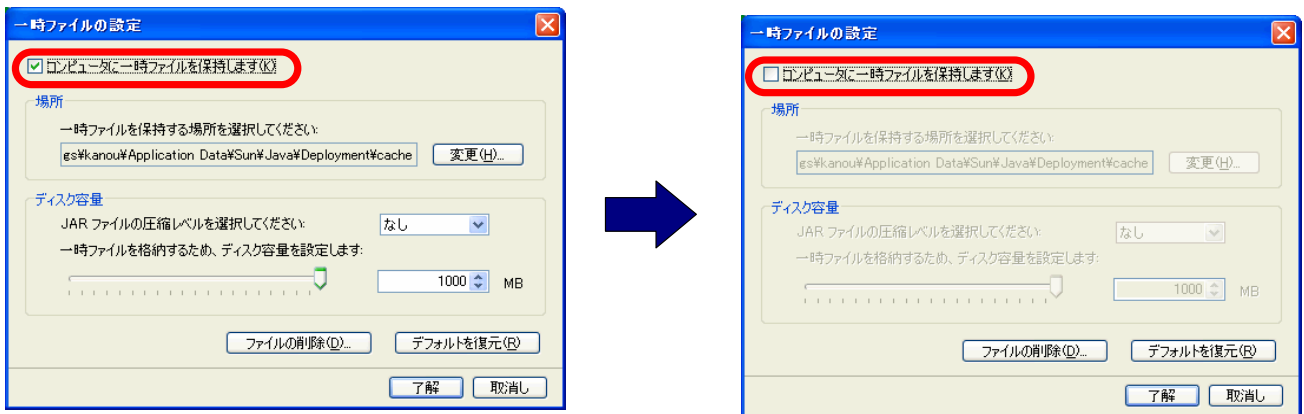 一時ファイルの設定
コンピュータに一時ファイルを保持します(K)
場所
一時ファイルを保持する場所を選択してください:
gs¥kanou¥Application Data¥Sun¥Java¥Deployment¥cache 変更(H)...
ディスク容量
JAR ファイルの圧縮レベルを選択してください: なし
一時ファイルを格納するため、ディスク容量を設定します:
1000 MB
ファイルの削除(D)... デフォルトを復元(R)
了解 取消し
一時ファイルの設定
コンピュータに一時ファイルを保持します(K)
場所
一時ファイルを保持する場所を選択してください:
gs¥kanou¥Application Data¥Sun¥Java¥Deployment¥cache 変更(H)...
ディスク容量
JAR ファイルの圧縮レベルを選択してください: なし
一時ファイルを格納するため、ディスク容量を設定します:
1000 MB
ファイルの削除(D)... デフォルトを復元(R)
了解 取消し